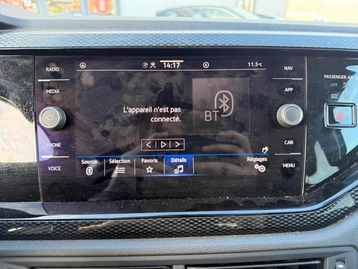 RADIO
MEDIA
PHONE
VOICE
14:17
11.5
NAV
APP
CAR
MENU
PASSENGER
L'appareil n'est pas
connecté.
BT
Source
Sélection
Favoris
Détails
Réglages